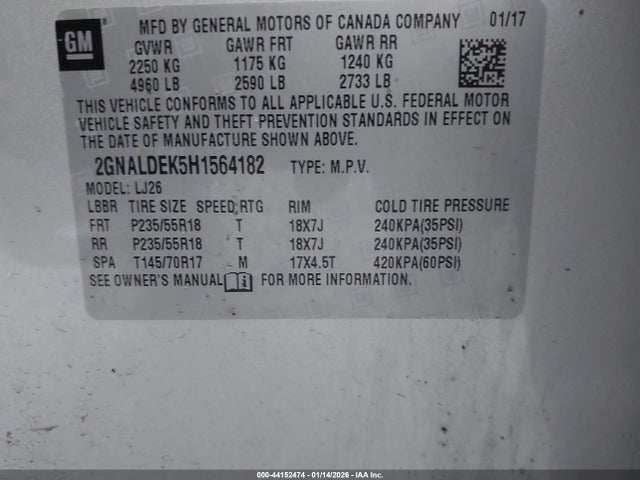 GM
MFD BY GENERAL MOTORS OF CANADA COMPANY 01/17
GVWR GAWR FRT GAWR RR
2250 KG 1175 KG 1240 KG
4960 LB 2590 LB 2733 LB
THIS VEHICLE CONFORMS TO ALL APPLICABLE U.S. FEDERAL MOTOR
VEHICLE SAFETY AND THEFT PREVENTION STANDARDS IN EFFECT ON
THE DATE OF MANUFACTURE SHOWN ABOVE.
2GNALDEK5H1564182 TYPE: M.P.V.
MODEL: LJ26
LBBR TIRE SIZE SPEED RTG RIM COLD TIRE PRESSURE
FRT P235/55R18 T 18X7J 240KPA(35PSI)
RR P235/55R18 T 18X7J 240KPA(35PSI)
SPA T145/70R17 M 17X4.5T 420KPA(60PSI)
SEE OWNER'S MANUAL FOR MORE INFORMATION.
000-44152474 - 01/14/2026 - IAA Inc.